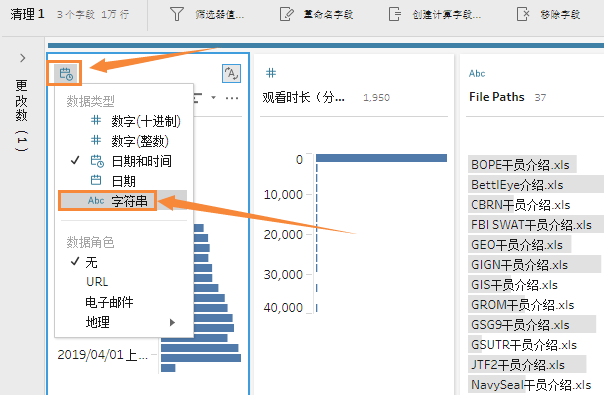 清理 1 3 个字段 1万 行
筛选器值...
重命名字段
创建计算字段...
移除字段
更改数 (1)
数据类型
# 数字(十进制)
# 数字(整数)
✓ 日期和时间
日期
Abc 字符串
数据角色
✓ 无
URL
电子邮件
地理
2019/04/01 上...
#
观看时长（分... 1,950
0
10,000
20,000
30,000
40,000
Abc
File Paths 37
BOPE干员介绍.xls
BettlEye介绍.xls
CBRN干员介绍.xls
FBI SWAT干员介绍.xls
GEO干员介绍.xls
GIGN干员介绍.xls
GIS干员介绍.xls
GROM干员介绍.xls
GSG9干员介绍.xls
GSUTR干员介绍.xls
JTF2干员介绍.xls
NavySeal干员介绍.xls